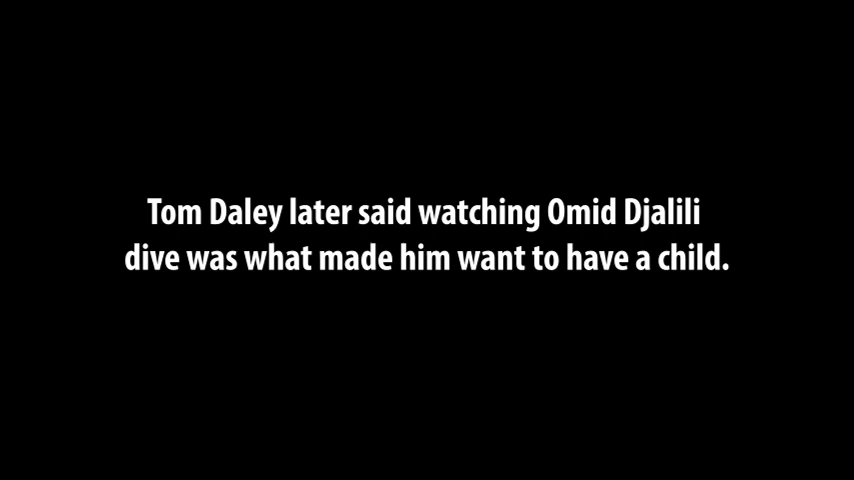 Tom Daley later said watching Omid Djalili
dive was what made him want to have a child.